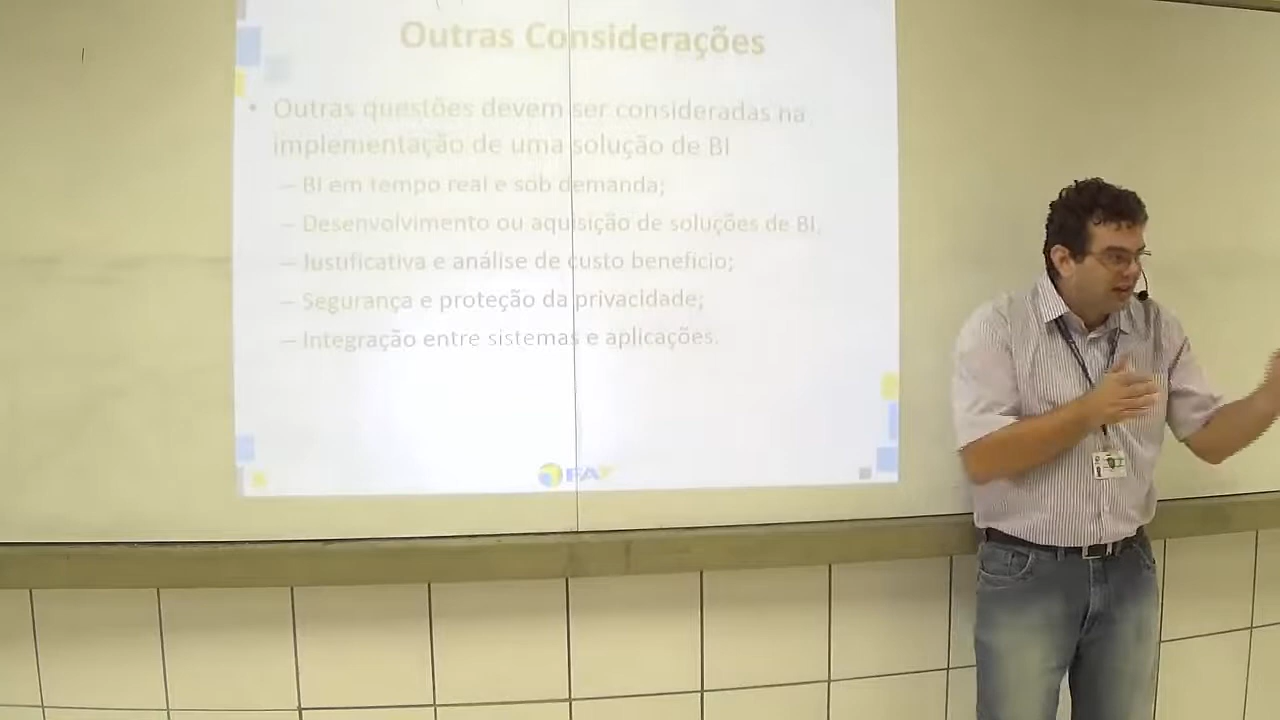 Outras Considerações
• Outras questões devem ser consideradas na
implementação de uma solução de BI
– BI em tempo real e sob demanda;
– Desenvolvimento ou aquisição de soluções de BI;
– Justificativa e análise de custo benefício;
– Segurança e proteção da privacidade;
– Integração entre sistemas e aplicações.
FA7